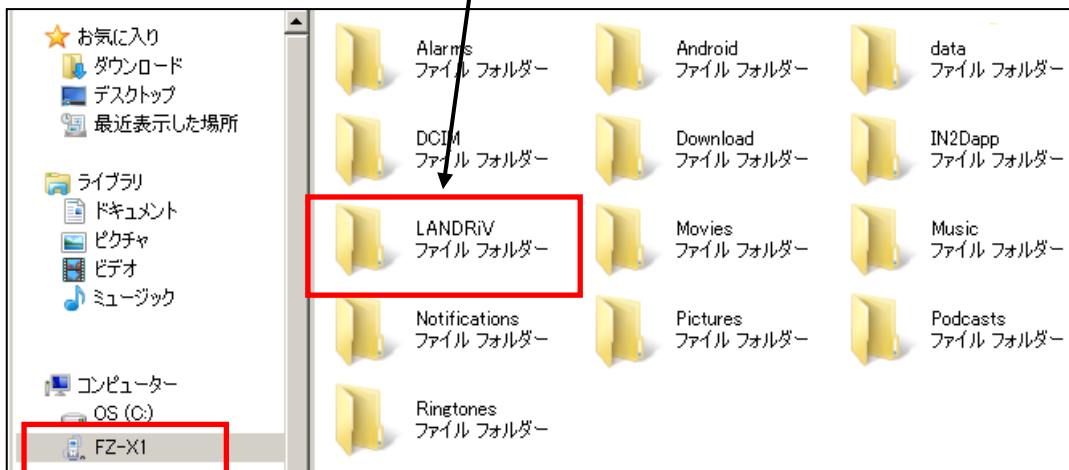 お気に入り
ダウンロード
デスクトップ
最近表示した場所
ライブラリ
ドキュメント
ピクチャ
ビデオ
ミュージック
コンピューター
OS (C:)
FZ-X1
Alarms
ファイル フォルダー
Android
ファイル フォルダー
data
ファイル フォルダー
DCIM
ファイル フォルダー
Download
ファイル フォルダー
IN2Dapp
ファイル フォルダー
LANDRiV
ファイル フォルダー
Movies
ファイル フォルダー
Music
ファイル フォルダー
Notifications
ファイル フォルダー
Pictures
ファイル フォルダー
Podcasts
ファイル フォルダー
Ringtones
ファイル フォルダー